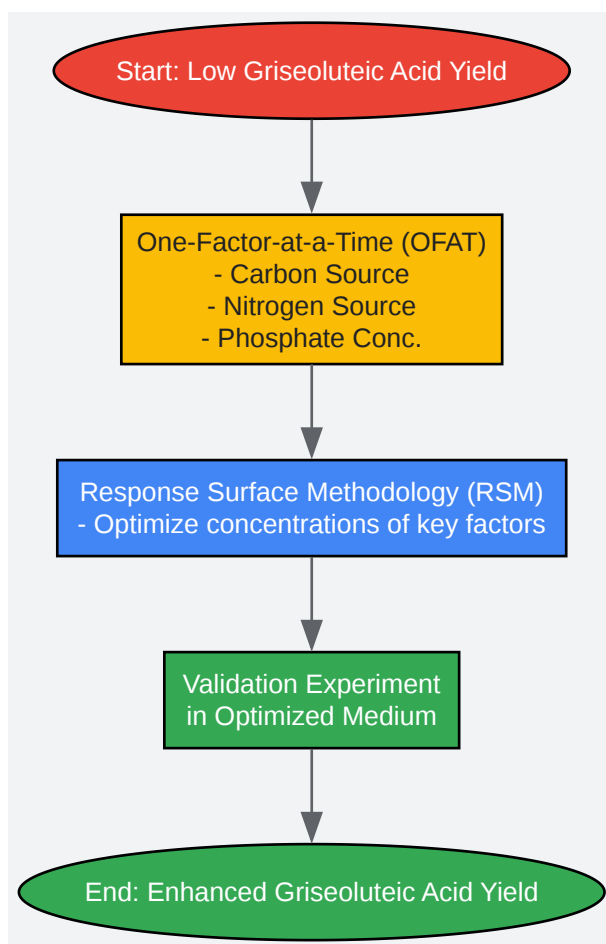 Start: Low Griseoluteic Acid Yield
One-Factor-at-a-Time (OFAT)
- Carbon Source
- Nitrogen Source
- Phosphate Conc.
Response Surface Methodology (RSM)
- Optimize concentrations of key factors
Validation Experiment
in Optimized Medium
End: Enhanced Griseoluteic Acid Yield